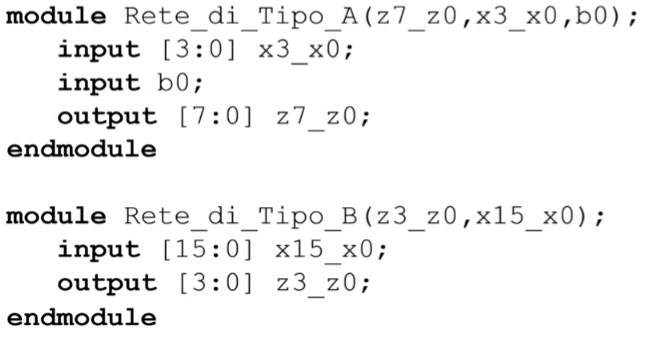 module Rete_di_Tipo_A(z7_z0,x3_x0,b0);
input [3:0] x3_x0;
input b0;
output [7:0] z7_z0;
endmodule
module Rete_di_Tipo_B(z3_z0,x15_x0);
input [15:0] x15_x0;
output [3:0] z3_z0;
endmodule